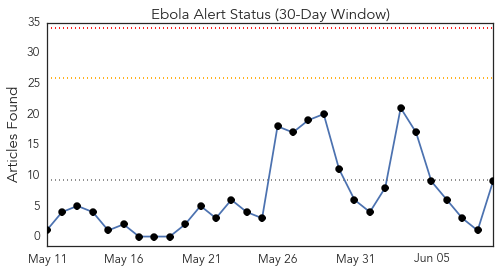 Ebola Alert Status (30-Day Window)
Articles Found
35
30
25
20
15
10
5
0
May 11
May 16
May 21
May 26
May 31
Jun 05